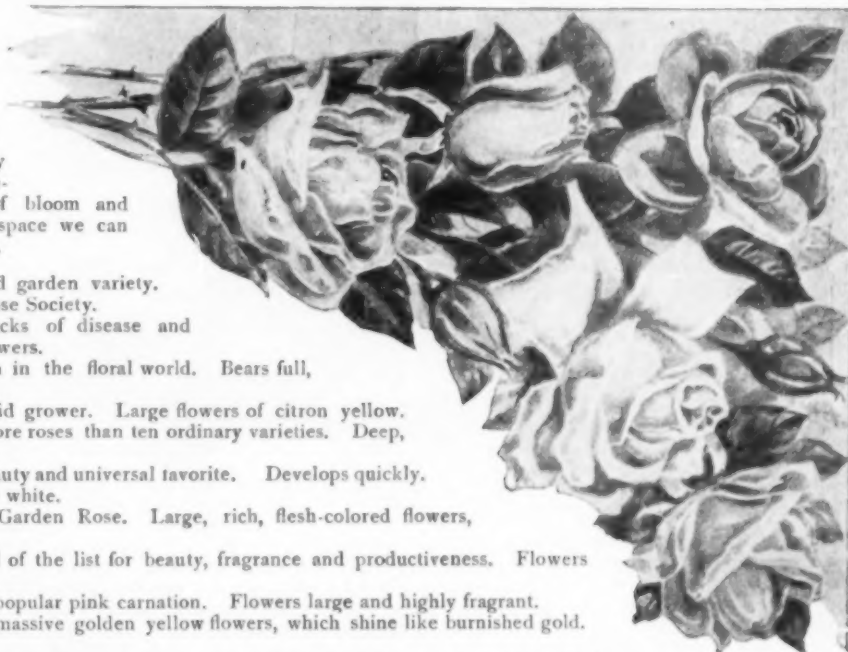 f bloom and
space we can
d garden variety.
se Society.
cks of disease and
wers.
n in the floral world. Bears full,
id grower. Large flowers of citron yellow.
ore roses than ten ordinary varieties. Deep,
uty and universal favorite. Develops quickly.
white.
Garden Rose. Large, rich, flesh-colored flowers,
l of the list for beauty, fragrance and productiveness. Flowers
popular pink carnation. Flowers large and highly fragrant.
massive golden yellow flowers, which shine like burnished gold.